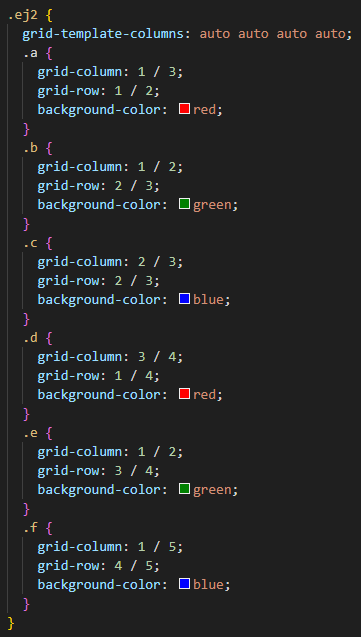 .ej2 {
  grid-template-columns: auto auto auto auto;
  .a {
    grid-column: 1 / 3;
    grid-row: 1 / 2;
    background-color: red;
  }
  .b {
    grid-column: 1 / 2;
    grid-row: 2 / 3;
    background-color: green;
  }
  .c {
    grid-column: 2 / 3;
    grid-row: 2 / 3;
    background-color: blue;
  }
  .d {
    grid-column: 3 / 4;
    grid-row: 1 / 4;
    background-color: red;
  }
  .e {
    grid-column: 1 / 2;
    grid-row: 3 / 4;
    background-color: green;
  }
  .f {
    grid-column: 1 / 5;
    grid-row: 4 / 5;
    background-color: blue;
  }
}